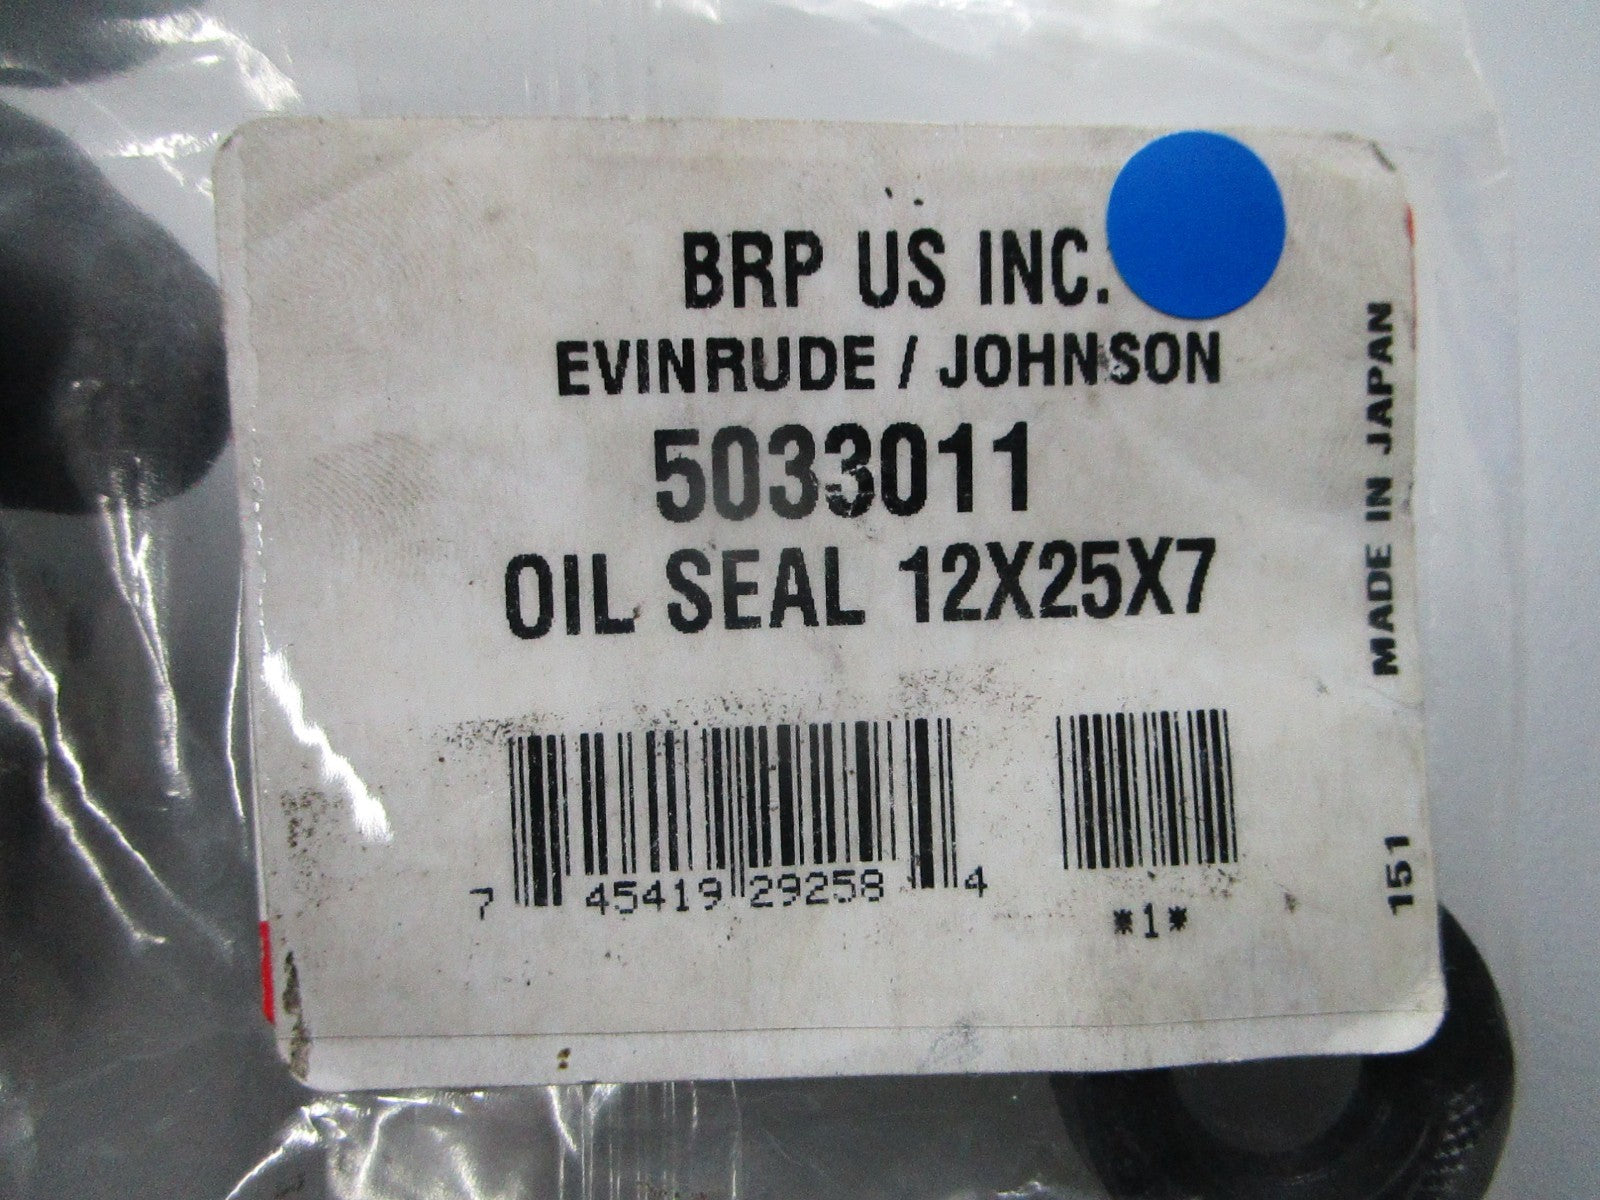 BRP US INC.
EVINRUDE / JOHNSON
5033011
OIL SEAL 12X25X7
7 45419 29258 4
*1*
MADE IN JAPAN
151